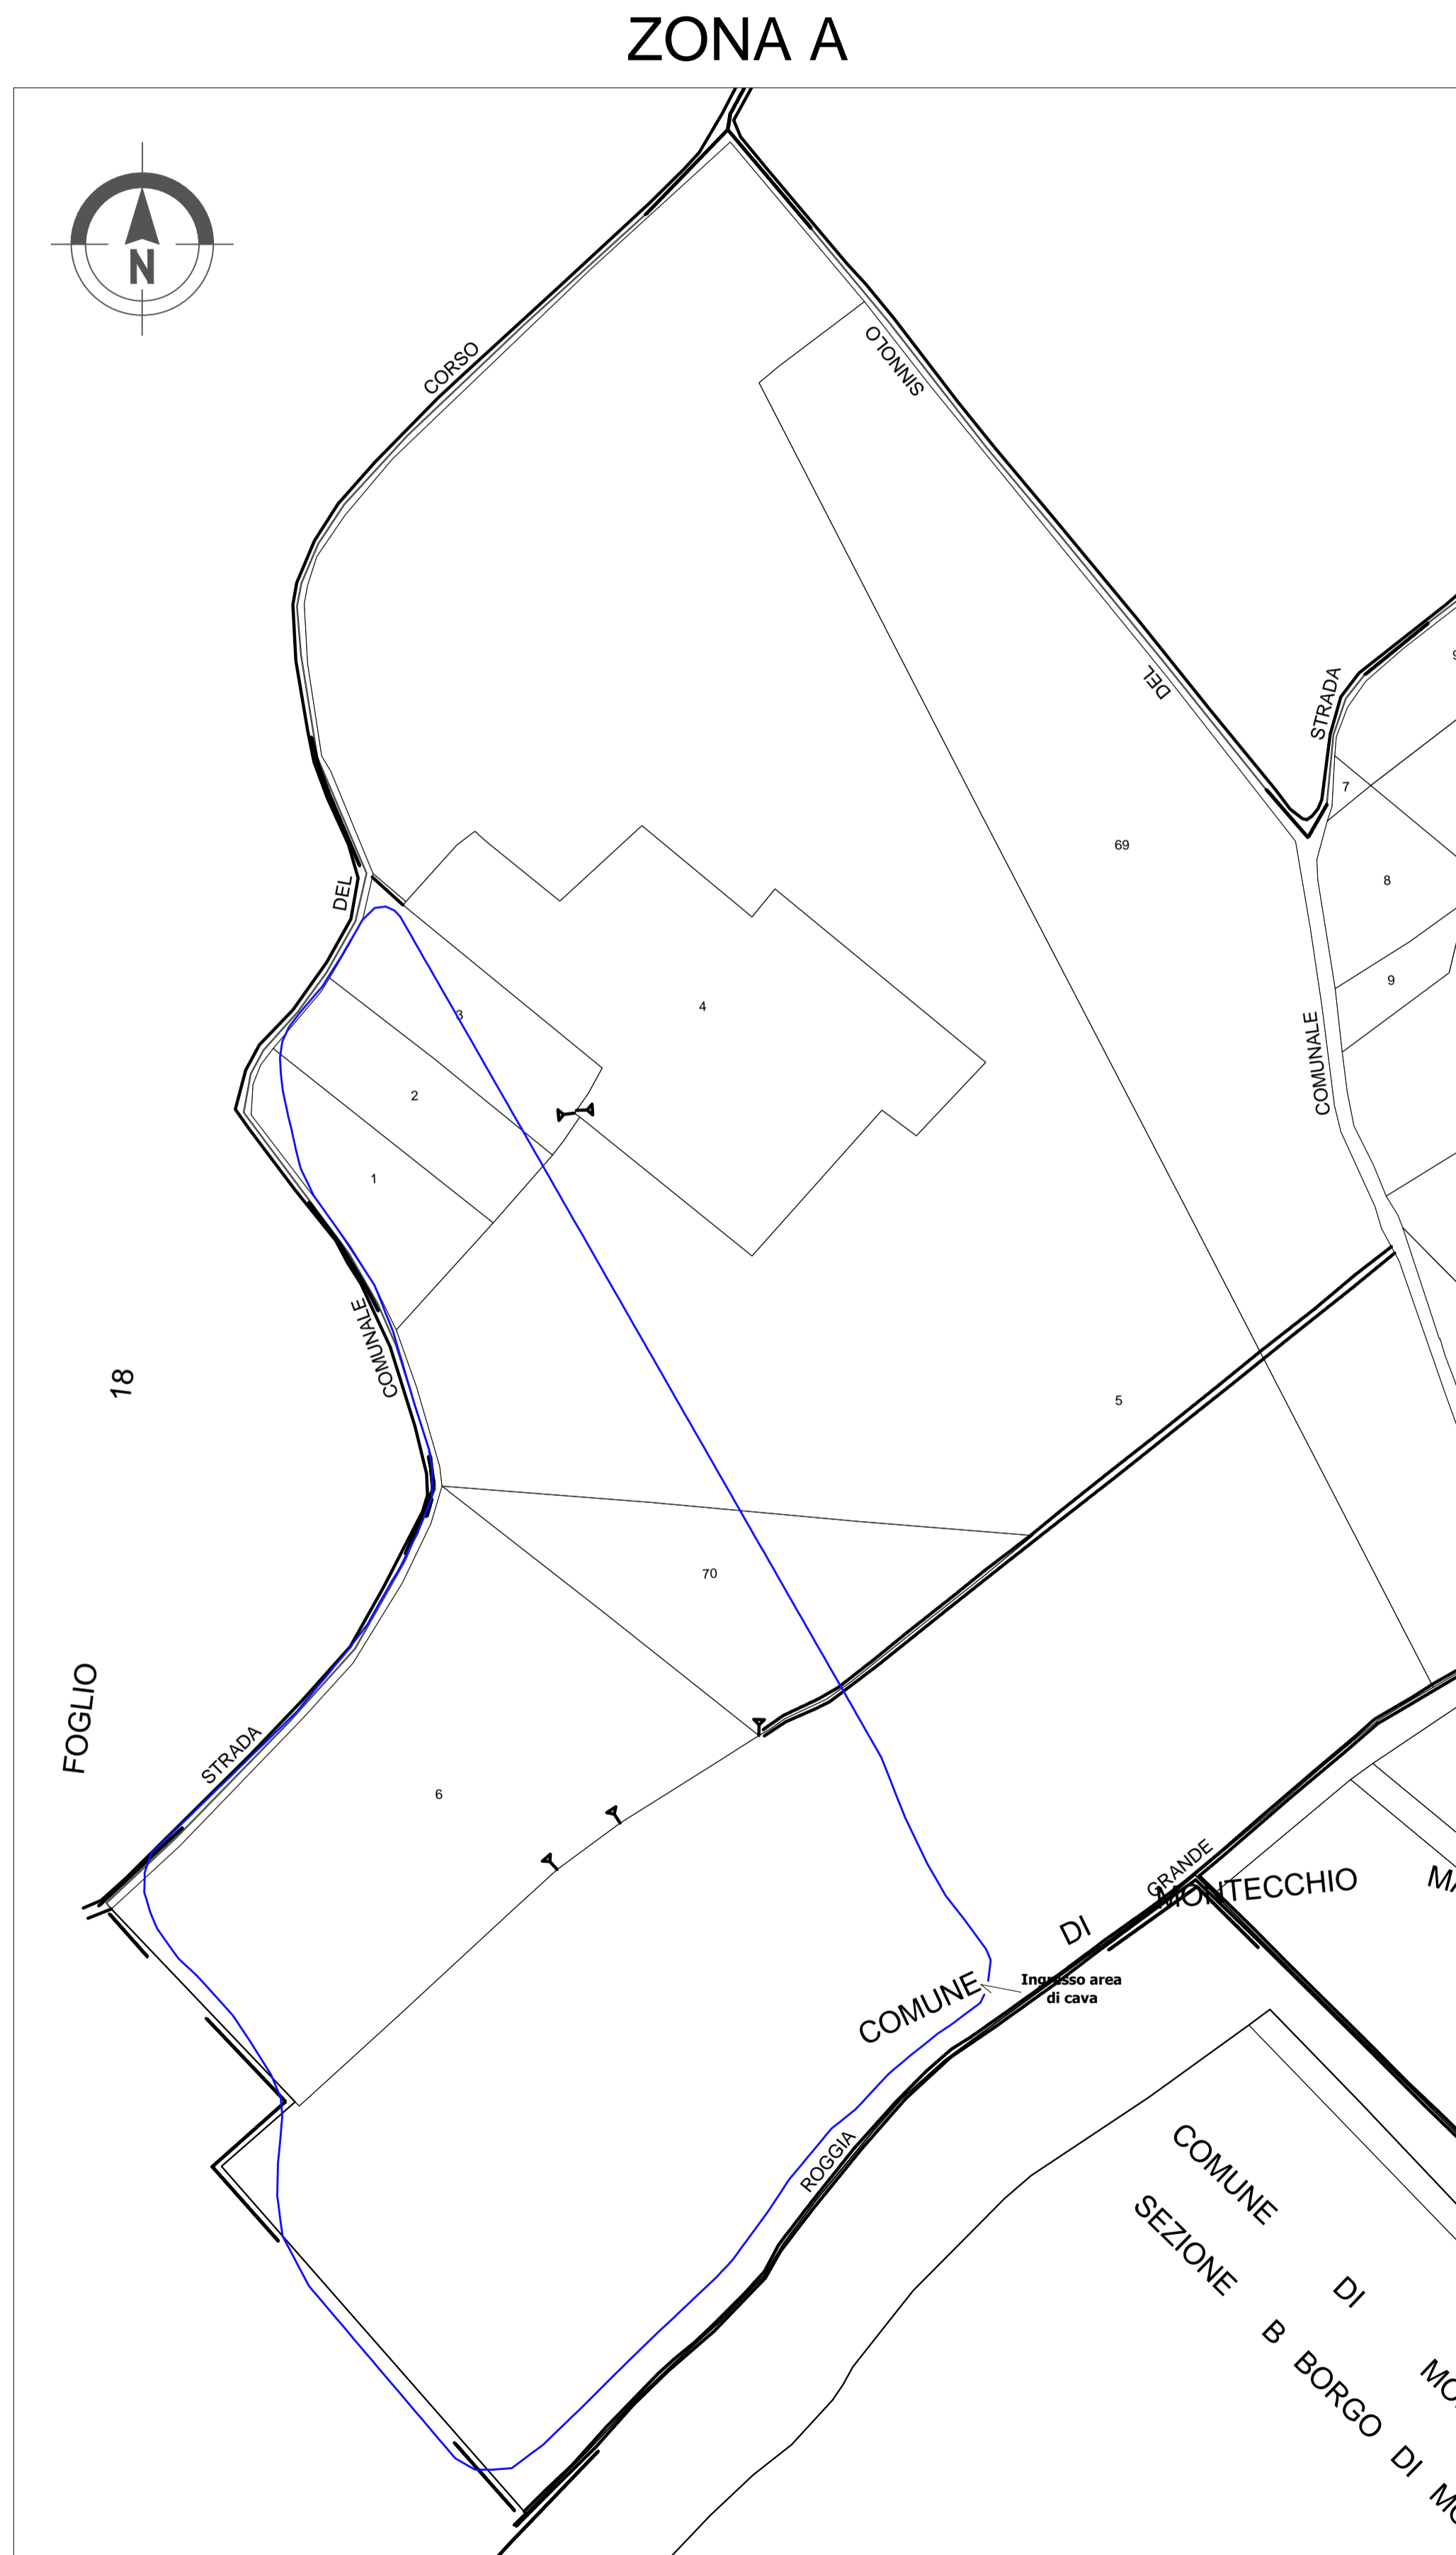 ZONA A
N
CORSO
SINNOLO
DEL
STRADA
7
69
8
DEL
9
3
4
COMUNALE
2
1
COMUNALE
18
5
70
FOGLIO
STRADA
6
GRANDE
MONTECCHIO
DI
COMUNE
Ingresso area
di cava
ROGGIA
COMUNE
DI
SEZIONE B BORGO DI